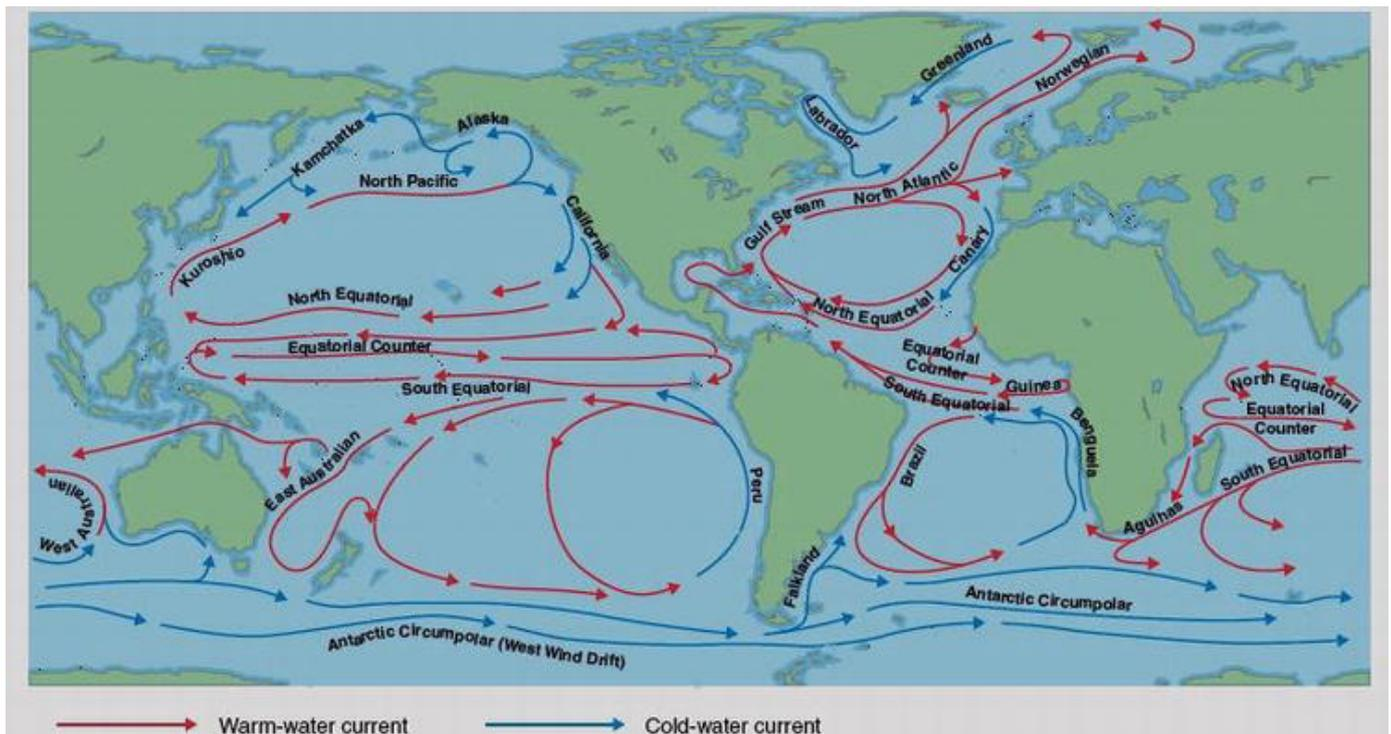 Greenland
Norwegian
Labrador
Alaska
Kamchatka
North Pacific
North Atlantic
Gulf Stream
California
Canary
Kuroshio
North Equatorial
North Equatorial
Equatorial Counter
Equatorial
Counter
Guinea
South Equatorial
South Equatorial
North Equatorial
Equatorial
Counter
South Equatorial
Benguela
Brazil
Peru
East Australian
West Australian
Agulhas
Falkland
Antarctic Circumpolar
Antarctic Circumpolar (West Wind Drift)
Warm-water current
Cold-water current